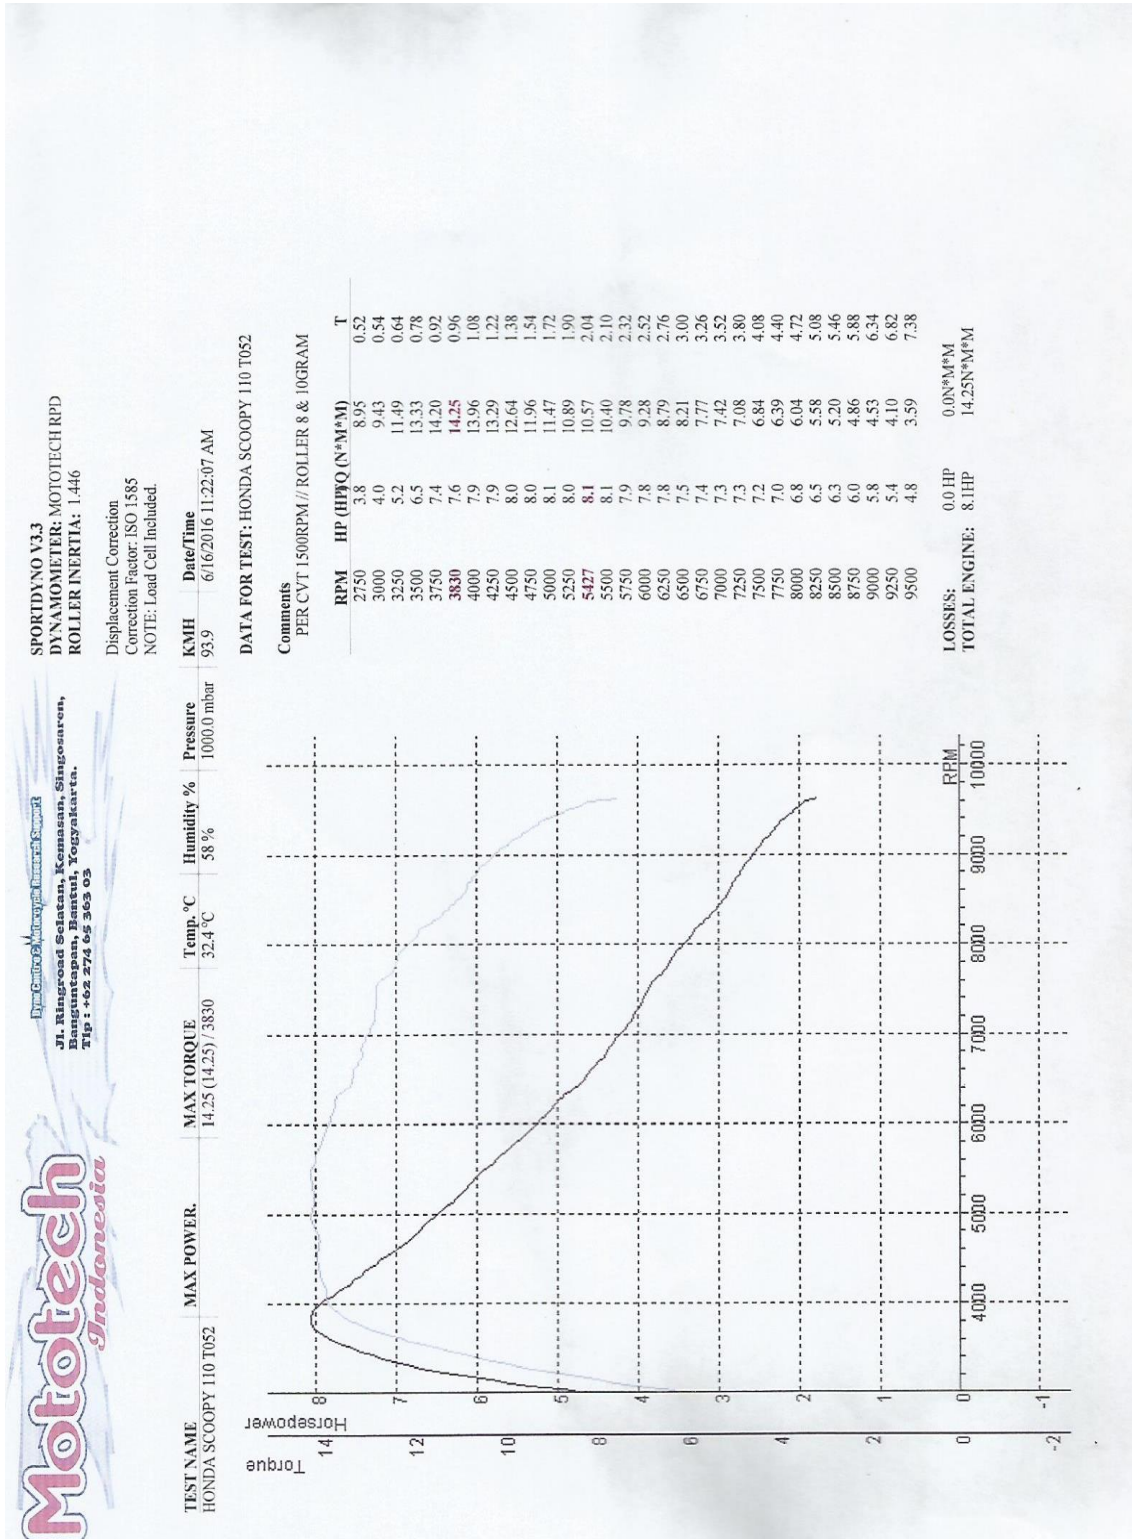 Mototech
Indonesia
Dyno Centre & Motorcycle Research Support
Jl. Ringroad Selatan, Kemasan, Singosaren,
Banguntapan, Bantul, Yogyakarta.
Tlp : +62 274 65 363 03
SPORTDYNO V3.3
DYNAMOMETER: MOTOTECH RPD
ROLLER INERTIA: 1.446
Displacement Correction
Correction Factor: ISO 1585
NOTE: Load Cell Included.
TEST NAME MAX POWER. MAX TORQUE Temp. °C Humidity % Pressure KMH Date/Time
HONDA SCOOPY 110 T052 14.25 (14.25) / 3830 32.4 °C 58 % 1000.0 mbar 93.9 6/16/2016 11:22:07 AM
Torque
Horsepower
14
12
10
8
6
4
2
0
-2
8
7
6
5
4
3
2
1
0
-1
4000 5000 6000 7000 8000 9000 10000
RPM
DATA FOR TEST: HONDA SCOOPY 110 T052
Comments
PER CVT 1500RPM // ROLLER 8 & 10GRAM
RPM HP (HP)TQ (N*M*M) T
2750 3.8 8.95 0.52
3000 4.0 9.43 0.54
3250 5.2 11.49 0.64
3500 6.5 13.33 0.78
3750 7.4 14.20 0.92
3830 7.6 14.25 0.96
4000 7.9 13.96 1.08
4250 7.9 13.29 1.22
4500 8.0 12.64 1.38
4750 8.0 11.96 1.54
5000 8.1 11.47 1.72
5250 8.0 10.89 1.90
5427 8.1 10.57 2.04
5500 8.1 10.40 2.10
5750 7.9 9.78 2.32
6000 7.8 9.28 2.52
6250 7.8 8.79 2.76
6500 7.5 8.21 3.00
6750 7.4 7.77 3.26
7000 7.3 7.42 3.52
7250 7.3 7.08 3.80
7500 7.2 6.84 4.08
7750 7.0 6.39 4.40
8000 6.8 6.04 4.72
8250 6.5 5.58 5.08
8500 6.3 5.20 5.46
8750 6.0 4.86 5.88
9000 5.8 4.53 6.34
9250 5.4 4.10 6.82
9500 4.8 3.59 7.38
LOSSES: 0.0 HP 0.0N*M*M
TOTAL ENGINE: 8.1HP 14.25N*M*M